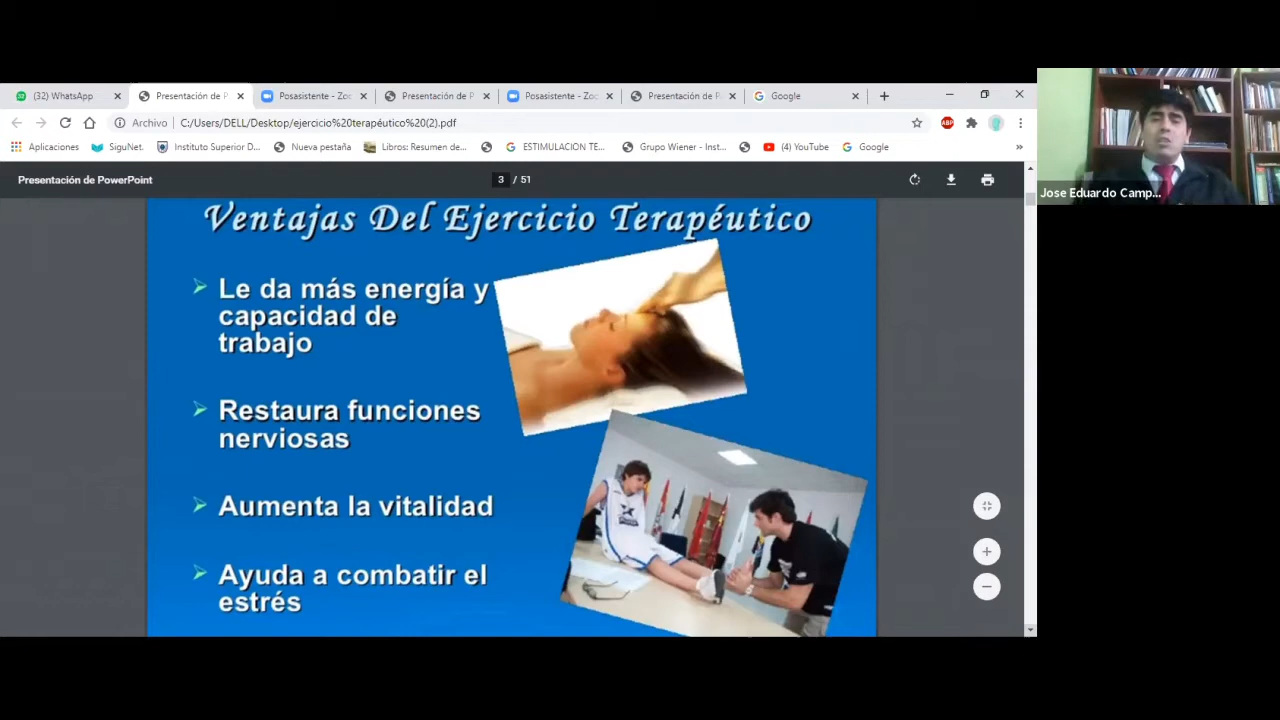 (32) WhatsApp
Presentación de P
Posasistente - Zoc
Presentación de P
Posasistente - Zoc
Presentación de P
Google
Archivo
C:/Users/DELL/Desktop/ejercicio%20terapéutico%20(2).pdf
ABP
Aplicaciones
SiguNet.
Instituto Superior D...
Nueva pestaña
Libros: Resumen de...
ESTIMULACION TE...
Grupo Wiener - Inst...
(4) YouTube
Google
»
Presentación de PowerPoint
3 / 51
Jose Eduardo Camp...
Ventajas Del Ejercicio Terapéutico
Le da más energía y
capacidad de
trabajo
Restaura funciones
nerviosas
Aumenta la vitalidad
Ayuda a combatir el
estrés